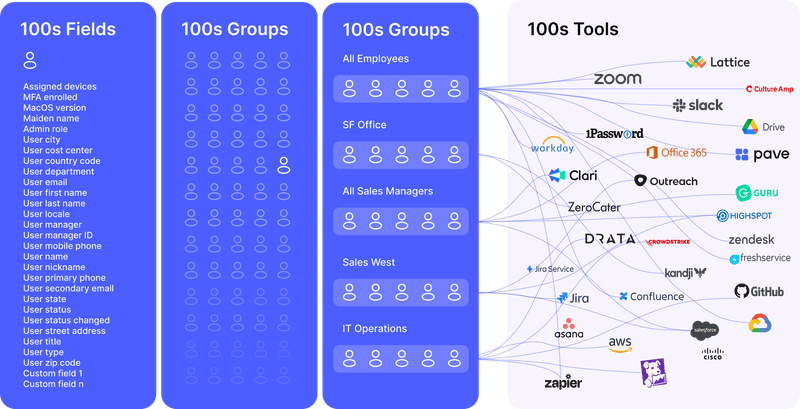 100s Fields
Assigned devices
MFA enrolled
MacOS version
Maiden name
Admin role
User city
User cost center
User country code
User department
User email
User first name
User last name
User locale
User manager
User manager ID
User mobile phone
User name
User nickname
User primary phone
User secondary email
User state
User status
User status changed
User street address
User title
User type
User zip code
Custom field 1
Custom field n
100s Groups
100s Groups
All Employees
SF Office
All Sales Managers
Sales West
IT Operations
100s Tools
Lattice
zoom
Culture Amp
slack
Drive
1Password
workday.
Office 365
pave
Clari
Outreach
GURU
ZeroCater
HIGHSPOT
DRATA
CROWDSTRIKE
zendesk
freshservice
Jira Service
kandji
GitHub
Jira
Confluence
asana
salesforce
aws
cisco
zapier